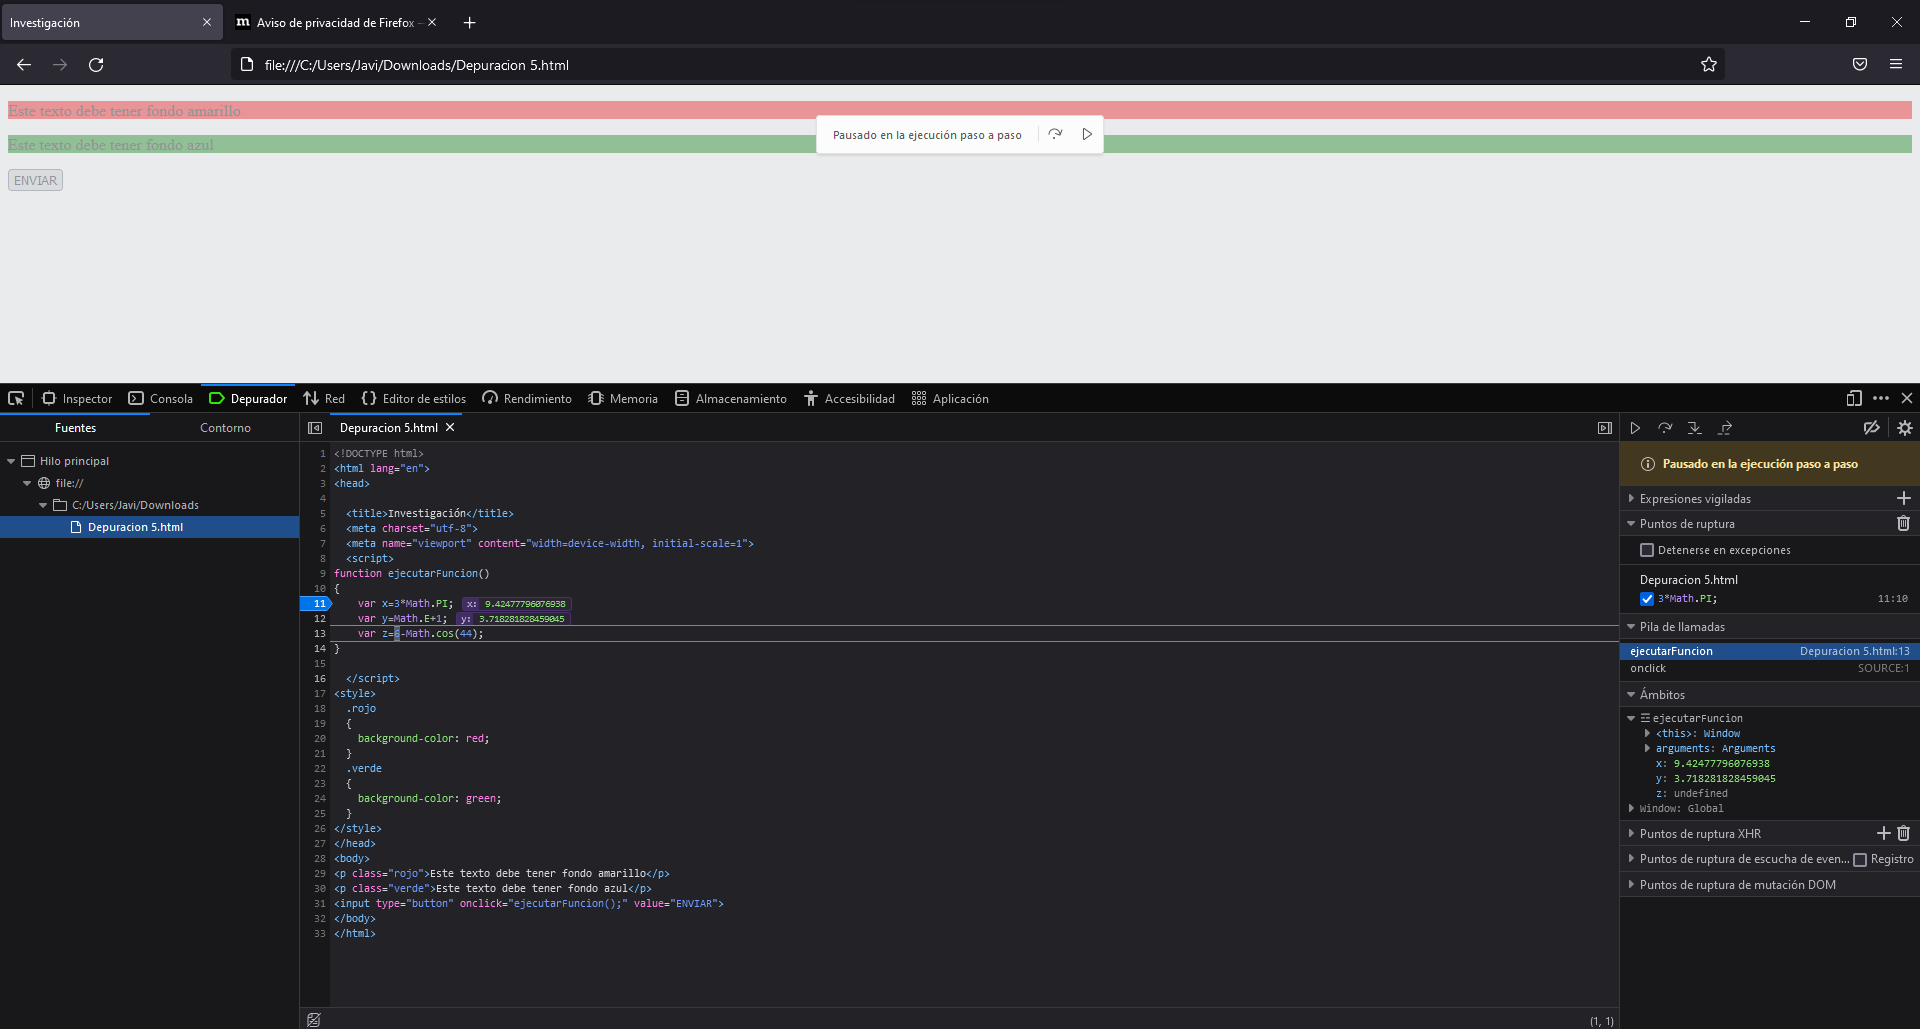 Investigación
m Aviso de privacidad de Firefox
file:///C:/Users/Javi/Downloads/Depuracion 5.html
Este texto debe tener fondo amarillo
Pausado en la ejecución paso a paso
Este texto debe tener fondo azul
ENVIAR
Inspector Consola Depurador Red Editor de estilos Rendimiento Memoria Almacenamiento Accesibilidad Aplicación
Fuentes Contorno
Hilo principal
file://
C:/Users/Javi/Downloads
Depuracion 5.html
Depuracion 5.html
1 <!DOCTYPE html>
2 <html lang="en">
3 <head>
4
5 <title>Investigación</title>
6 <meta charset="utf-8">
7 <meta name="viewport" content="width=device-width, initial-scale=1">
8 <script>
9 function ejecutarFuncion()
10 {
11 var x=3*Math.PI; x: 9.42477796076938
12 var y=Math.E+1; y: 3.718281828459045
13 var z=6-Math.cos(44);
14 }
15
16 </script>
17 <style>
18 .rojo
19 {
20 background-color: red;
21 }
22 .verde
23 {
24 background-color: green;
25 }
26 </style>
27 </head>
28 <body>
29 <p class="rojo">Este texto debe tener fondo amarillo</p>
30 <p class="verde">Este texto debe tener fondo azul</p>
31 <input type="button" onclick="ejecutarFuncion();" value="ENVIAR">
32 </body>
33 </html>
(1, 1)
Pausado en la ejecución paso a paso
Expresiones vigiladas
Puntos de ruptura
Detenerse en excepciones
Depuracion 5.html
3*Math.PI; 11:10
Pila de llamadas
ejecutarFuncion Depuracion 5.html:13
onclick SOURCE:1
Ámbitos
ejecutarFuncion
<this>: Window
arguments: Arguments
x: 9.42477796076938
y: 3.718281828459045
z: undefined
Window: Global
Puntos de ruptura XHR
Puntos de ruptura de escucha de even... Registro
Puntos de ruptura de mutación DOM